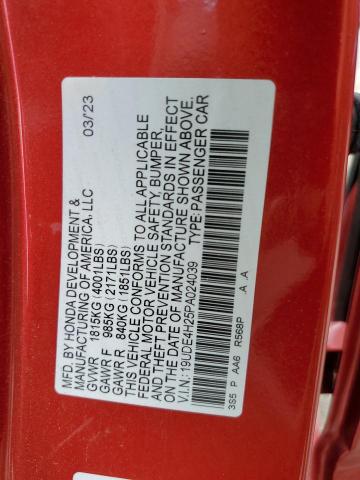 MFD. BY HONDA DEVELOPMENT &
MANUFACTURING OF AMERICA, LLC 03/23
GVWR 1815KG(4001LBS)
GAWR F 985KG(2171LBS)
GAWR R 840KG(1851LBS)
THIS VEHICLE CONFORMS TO ALL APPLICABLE
FEDERAL MOTOR VEHICLE SAFETY, BUMPER,
AND THEFT PREVENTION STANDARDS IN EFFECT
ON THE DATE OF MANUFACTURE SHOWN ABOVE.
V.I.N.:19UDE4H25PA024039 TYPE:PASSENGER CAR
3S5 P AA6 R568P A A